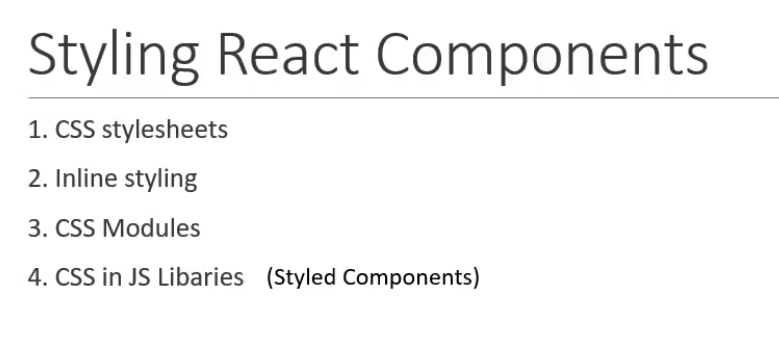 Styling React Components
1. CSS stylesheets
2. Inline styling
3. CSS Modules
4. CSS in JS Libaries (Styled Components)